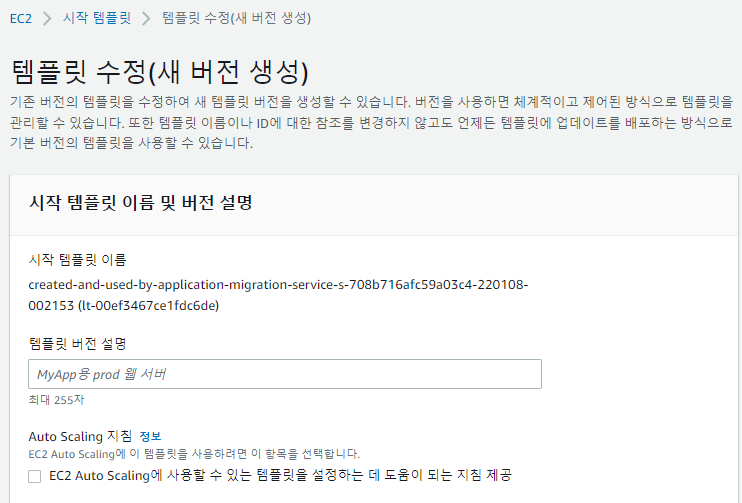 EC2 > 시작 템플릿 > 템플릿 수정(새 버전 생성)
템플릿 수정(새 버전 생성)
기존 버전의 템플릿을 수정하여 새 템플릿 버전을 생성할 수 있습니다. 버전을 사용하면 체계적이고 제어된 방식으로 템플릿을
관리할 수 있습니다. 또한 템플릿 이름이나 ID에 대한 참조를 변경하지 않고도 언제든 템플릿에 업데이트를 배포하는 방식으로
기본 버전의 템플릿을 사용할 수 있습니다.
시작 템플릿 이름 및 버전 설명
시작 템플릿 이름
created-and-used-by-application-migration-service-s-708b716afc59a03c4-220108-
002153 (lt-00ef3467ce1fdc6de)
템플릿 버전 설명
MyApp용 prod 웹 서버
최대 255자
Auto Scaling 지침 정보
EC2 Auto Scaling에 이 템플릿을 사용하려면 이 항목을 선택합니다.
EC2 Auto Scaling에 사용할 수 있는 템플릿을 설정하는 데 도움이 되는 지침 제공